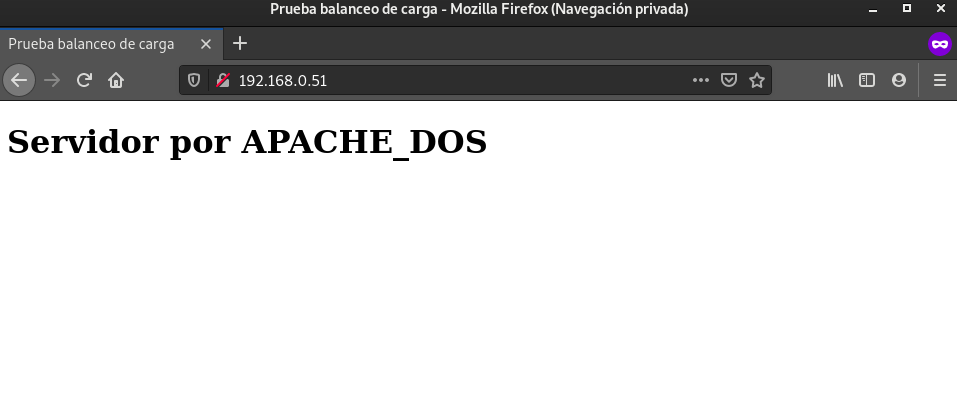 Prueba balanceo de carga - Mozilla Firefox (Navegación privada)
Prueba balanceo de carga
192.168.0.51
Servidor por APACHE_DOS